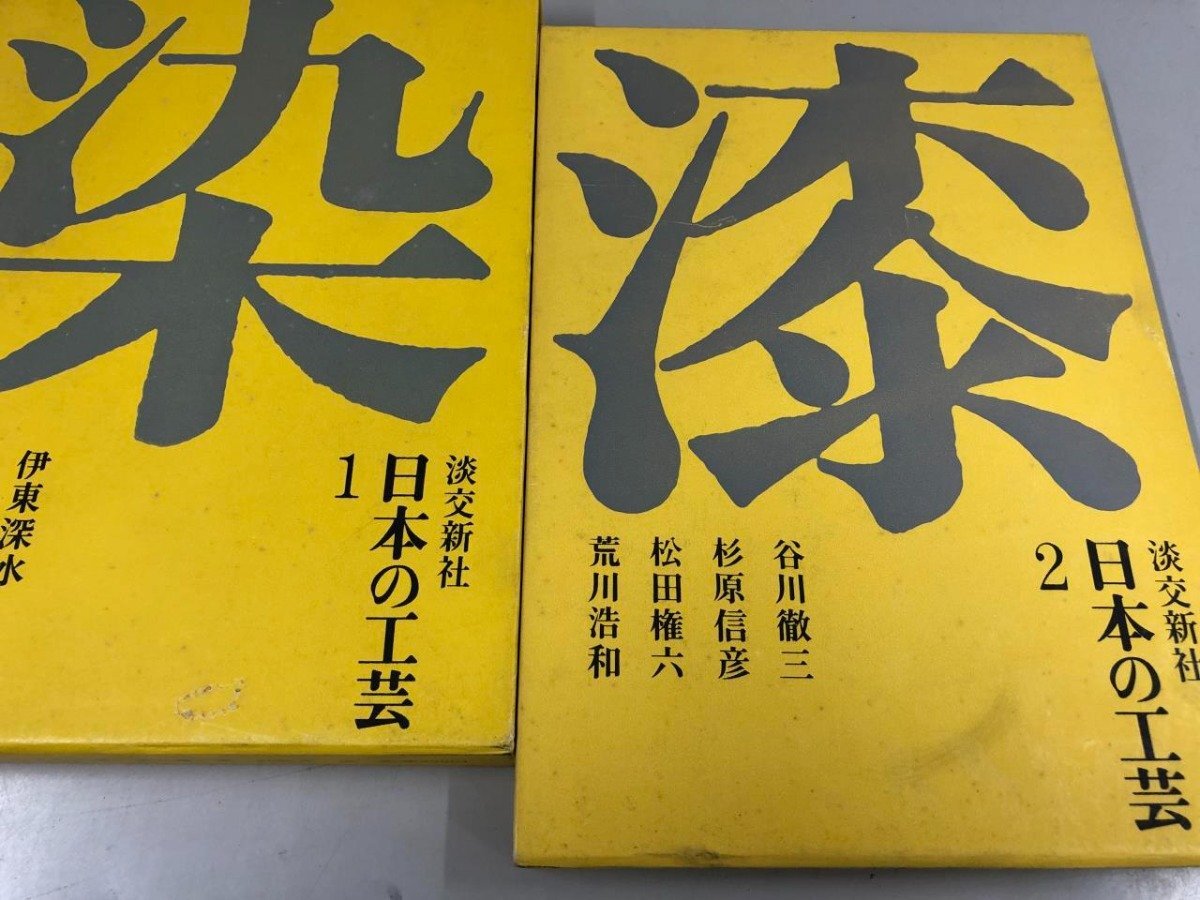 染
淡交新社
日本の工芸
1
伊東深水
漆
淡交新社
日本の工芸
2
谷川徹三
杉原信彦
松田権六
荒川浩和